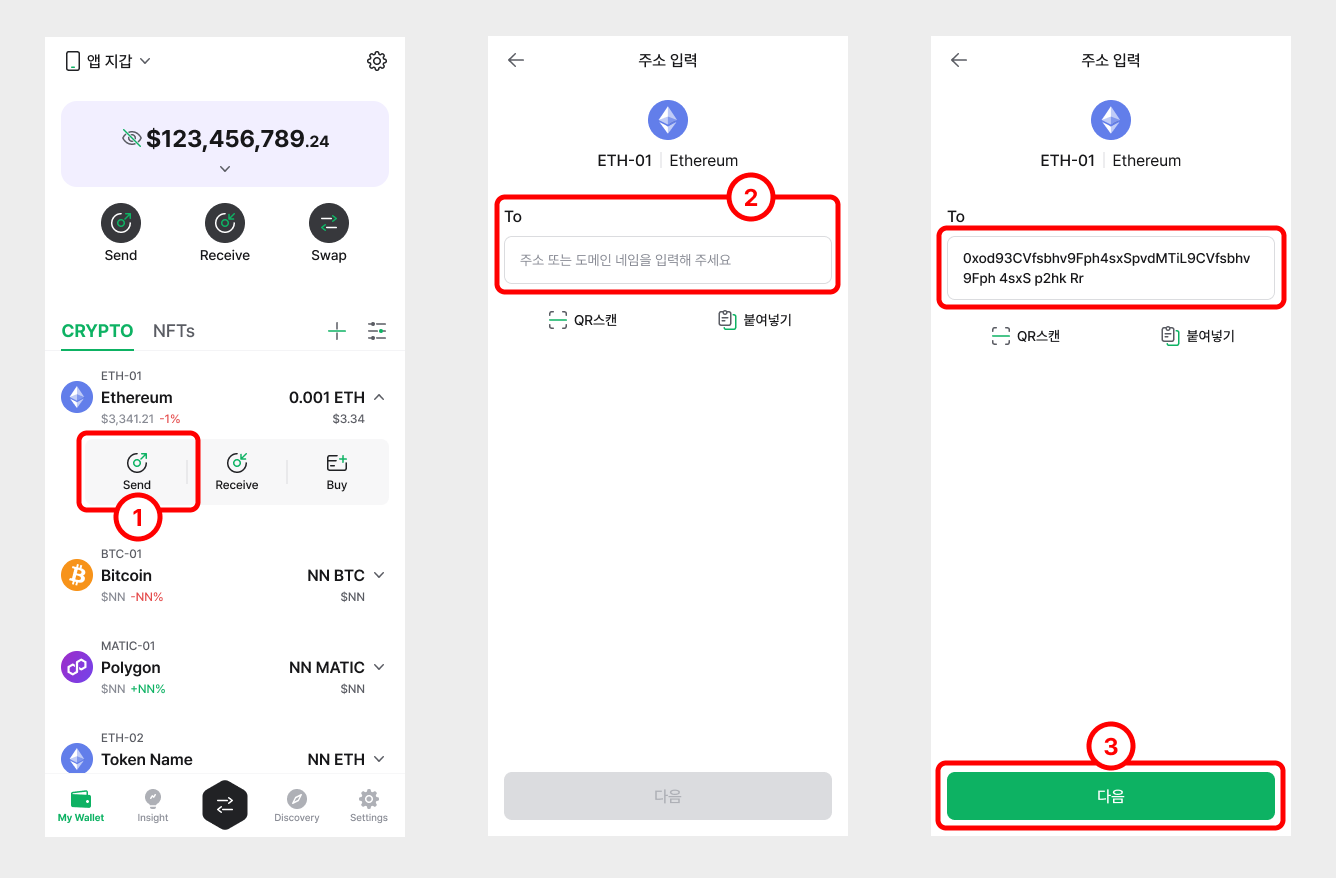 앱 지갑
$123,456,789.24
Send
Receive
Swap
CRYPTO
NFTs
ETH-01
Ethereum
0.001 ETH
$3,341.21 -1%
$3.34
Send
Receive
Buy
1
BTC-01
Bitcoin
NN BTC
$NN -NN%
$NN
MATIC-01
Polygon
NN MATIC
$NN +NN%
$NN
ETH-02
Token Name
NN ETH
My Wallet
Insight
Discovery
Settings
주소 입력
ETH-01
Ethereum
2
To
주소 또는 도메인 네임을 입력해 주세요
QR스캔
붙여넣기
다음
주소 입력
ETH-01
Ethereum
To
0xod93CVfsbhv9Fph4sxSpvdMTiL9CVfsbhv
9Fph 4sxS p2hk Rr
QR스캔
붙여넣기
3
다음